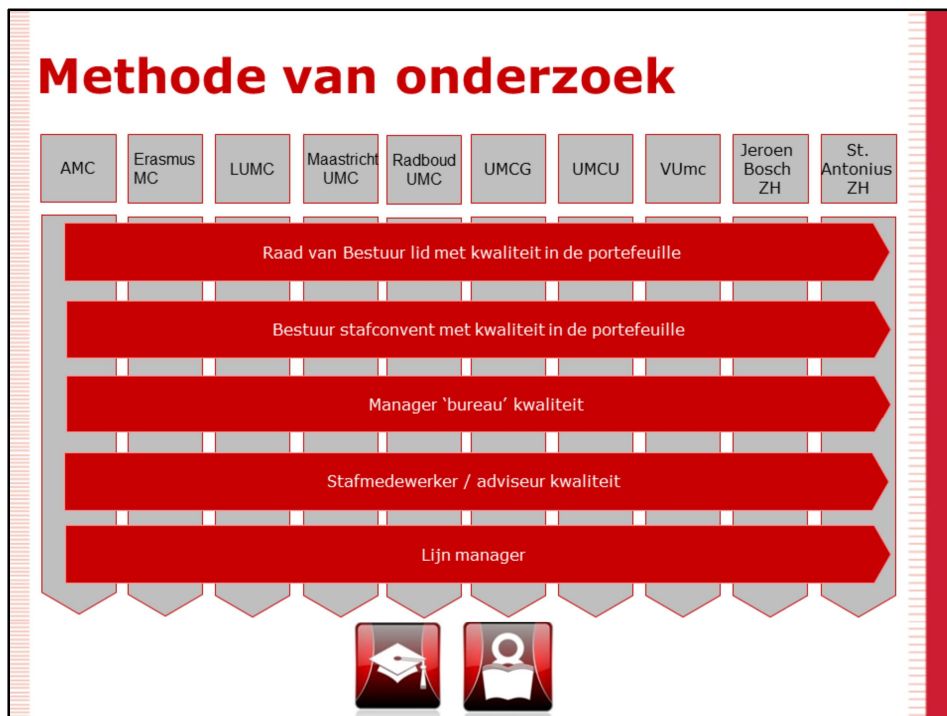 Methode van onderzoek
AMC
Erasmus
MC
LUMC
Maastricht
UMC
Radboud
UMC
UMCG
UMCU
VUmc
Jeroen
Bosch
ZH
St.
Antonius
ZH
Raad van Bestuur lid met kwaliteit in de portefeuille
Bestuur stafconvent met kwaliteit in de portefeuille
Manager ‘bureau’ kwaliteit
Stafmedewerker / adviseur kwaliteit
Lijn manager